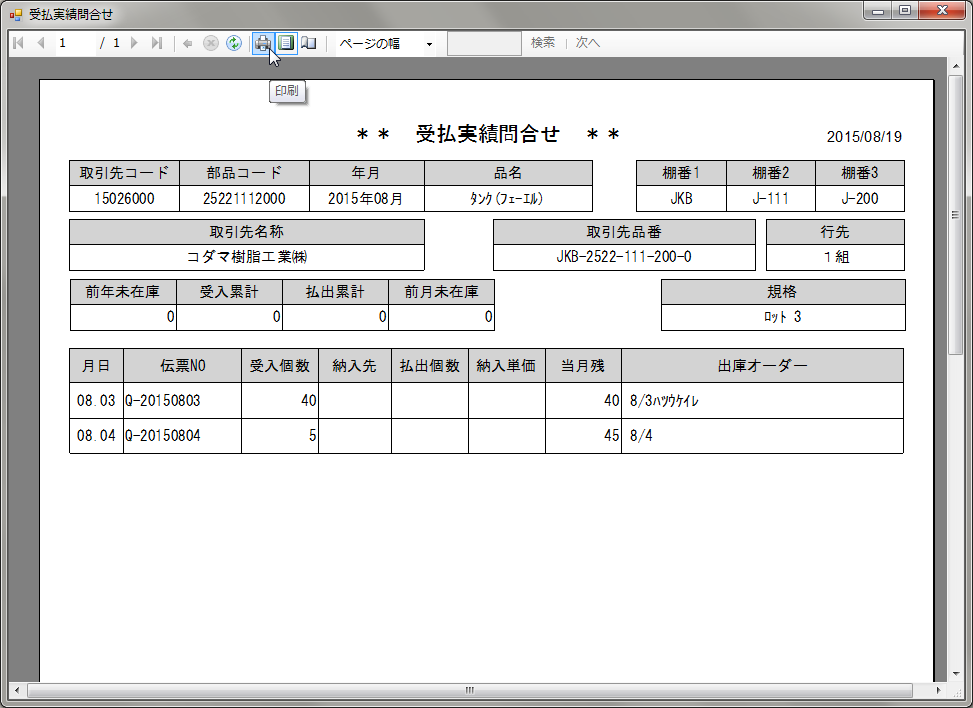 受払実績問合せ
1 / 1 ページの幅 検索 次へ
印刷
＊＊ 受払実績問合せ ＊＊
2015/08/19
取引先コード 部品コード 年月 品名 棚番1 棚番2 棚番3
15026000 25221112000 2015年08月 ﾀﾝｸ(ﾌｭｰｴﾙ) JKB J-111 J-200
取引先名称 取引先品番 行先
コダマ樹脂工業㈱ JKB-2522-111-200-0 1組
前年未在庫 受入累計 払出累計 前月未在庫 規格
0 0 0 0 ﾛｯﾄ 3
月日 伝票NO 受入個数 納入先 払出個数 納入単価 当月残 出庫オーダー
08.03 Q-20150803 40 40 8/3ﾊﾂｳｹｲﾚ
08.04 Q-20150804 5 45 8/4